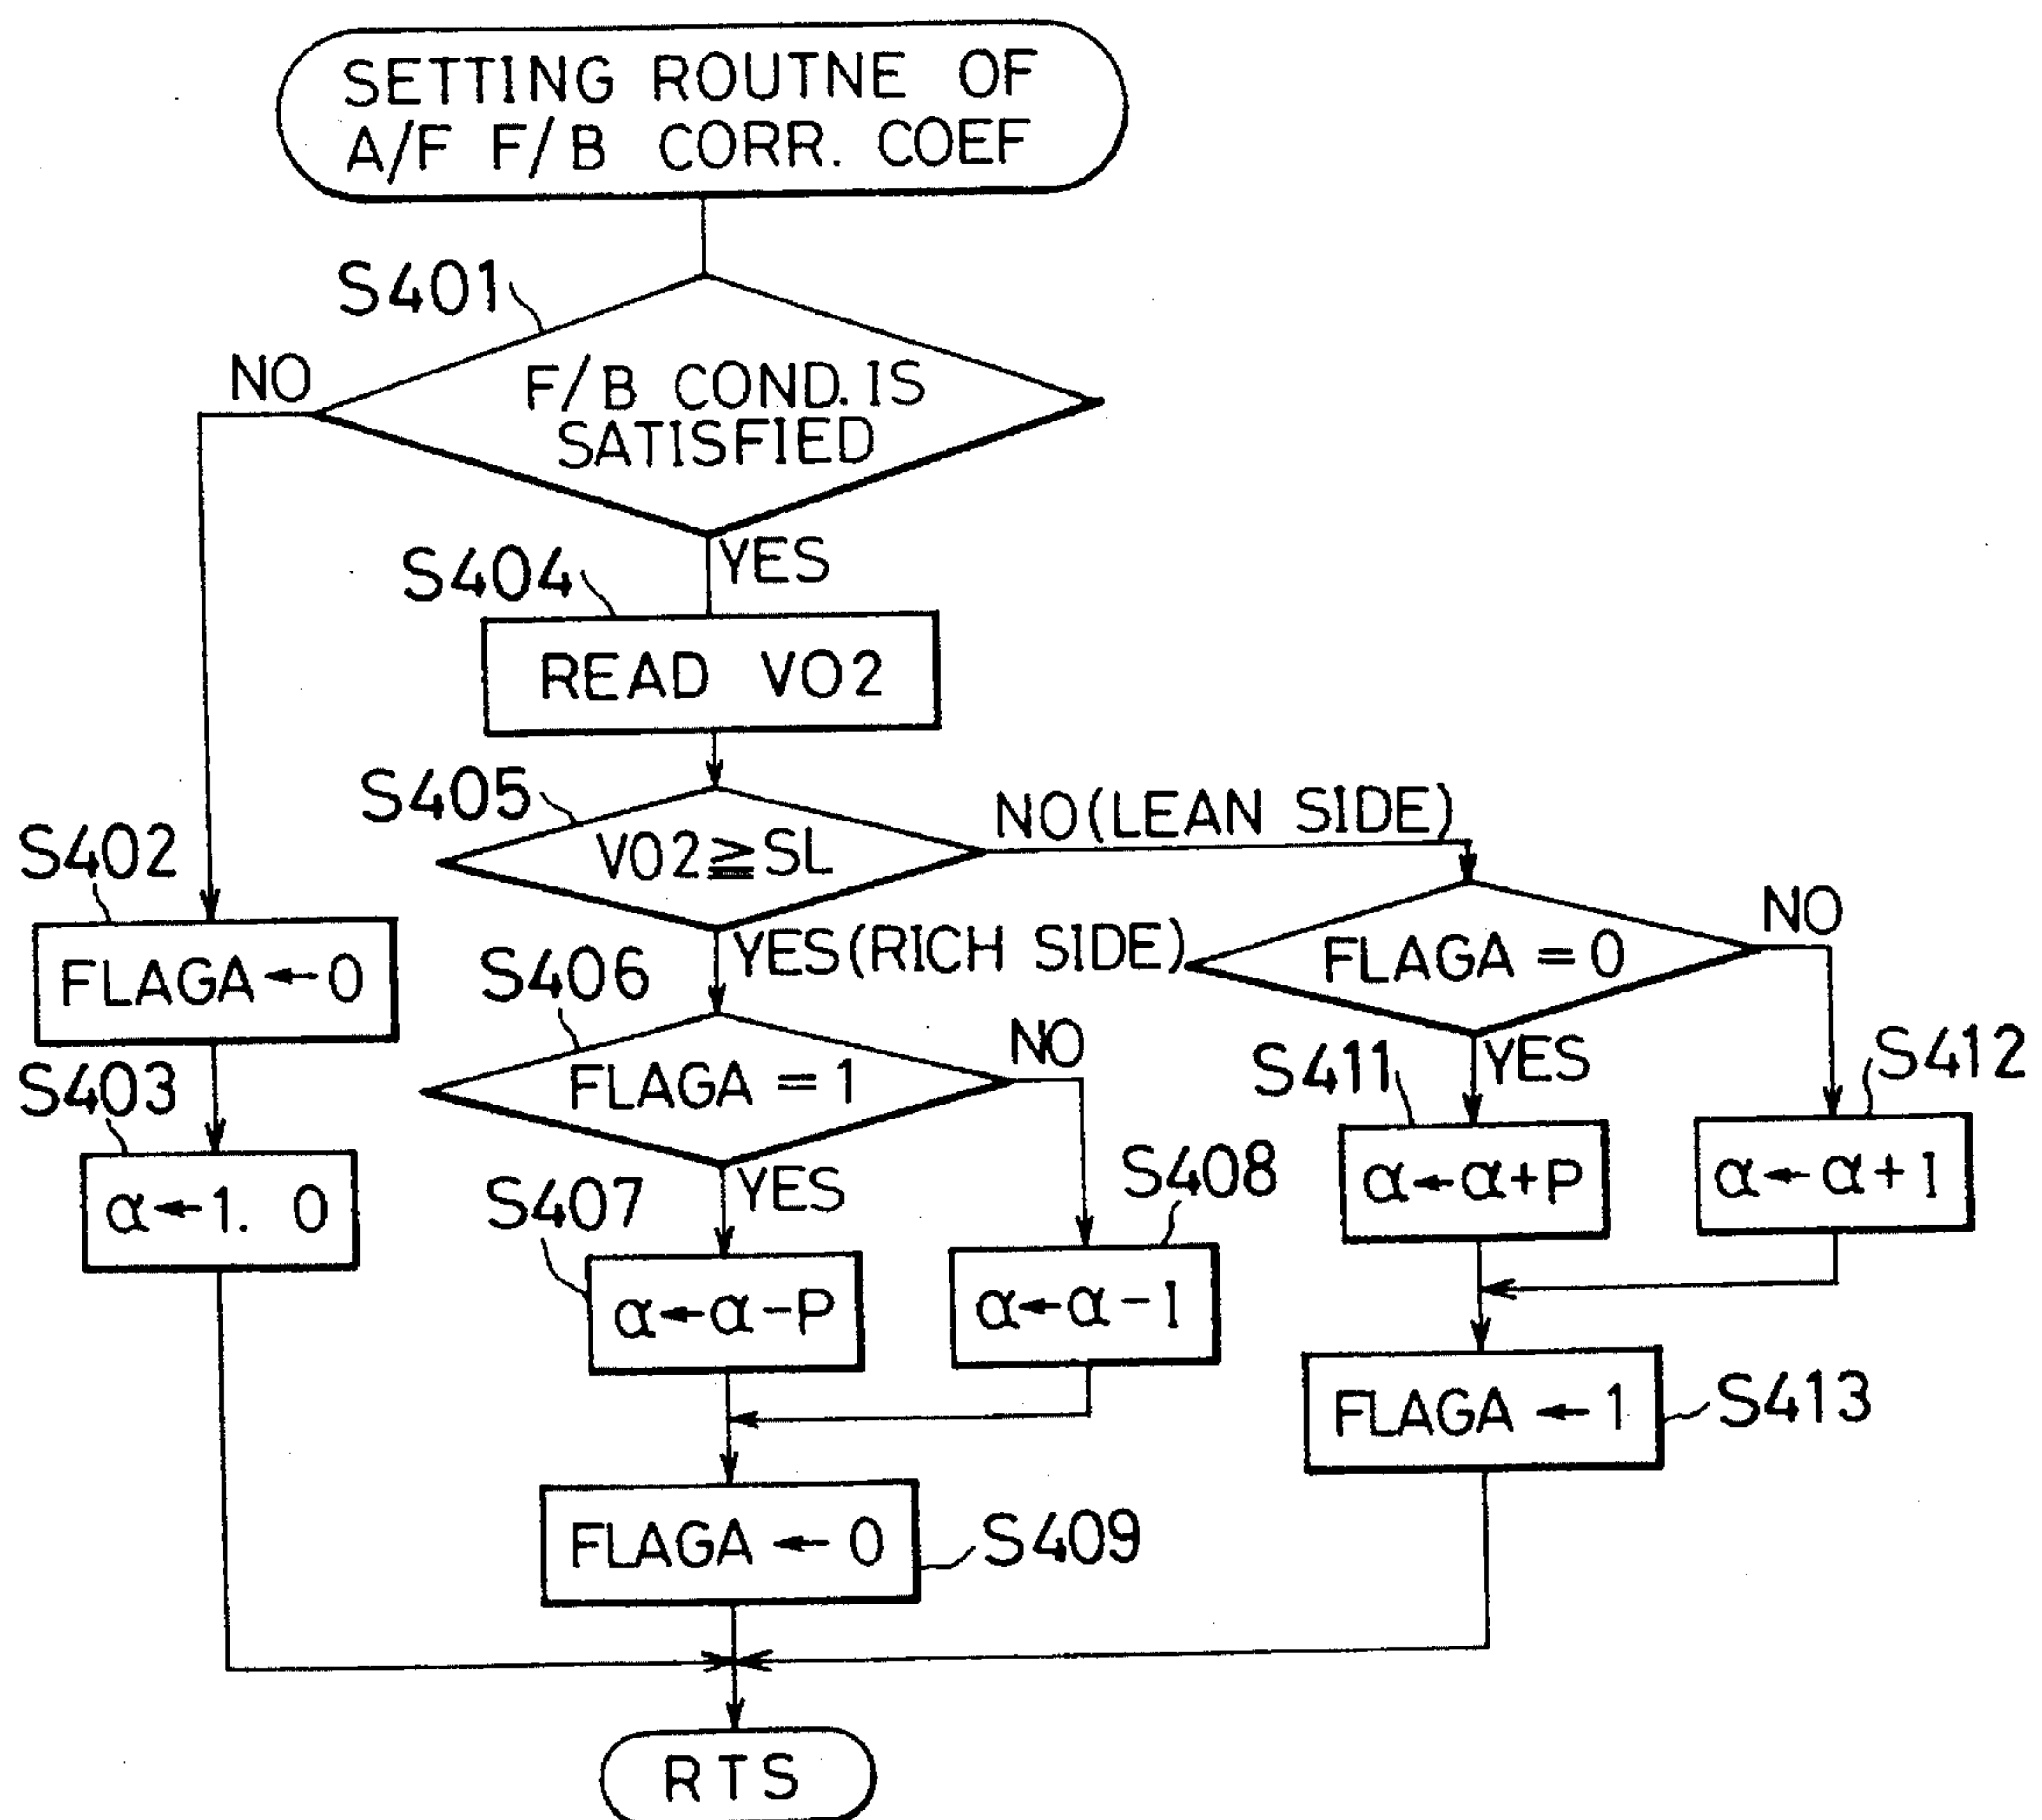 SETTING ROUTNE OF
A/F F/B CORR. COEF
S401
NO
F/B COND. IS
SATISFIED
YES
S404
READ VO2
S405
VO2≧SL
NO(LEAN SIDE)
YES(RICH SIDE)
S402
FLAGA←0
S403
α←1. 0
S406
FLAGA = 1
NO
YES
S407
α←α-P
S408
α←α-I
FLAGA = 0
NO
YES
S411
α←α+P
S412
α←α+I
FLAGA ← 1
S413
FLAGA ← 0
S409
RTS